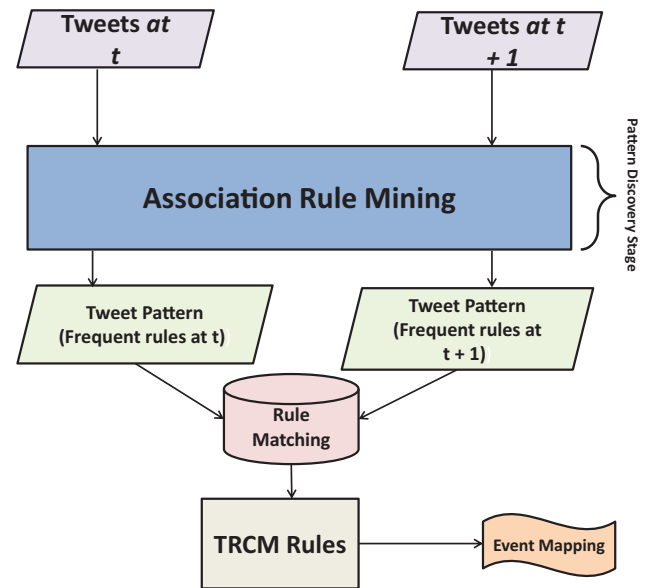 Tweets at
t
Tweets at t
+ 1
Association Rule Mining
Pattern Discovery Stage
Tweet Pattern
(Frequent rules at t)
Tweet Pattern
(Frequent rules at
t + 1)
Rule
Matching
TRCM Rules
Event Mapping